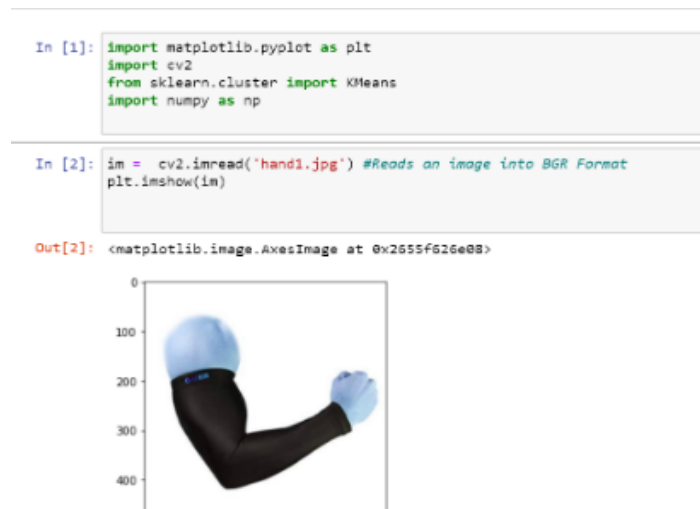 In [1]: import matplotlib.pyplot as plt
import cv2
from sklearn.cluster import KMeans
import numpy as np
In [2]: im = cv2.imread('hand1.jpg') #Reads an image into BGR Format
plt.imshow(im)
Out[2]: <matplotlib.image.AxesImage at 0x2655f626e08>
0
100
200
300
400